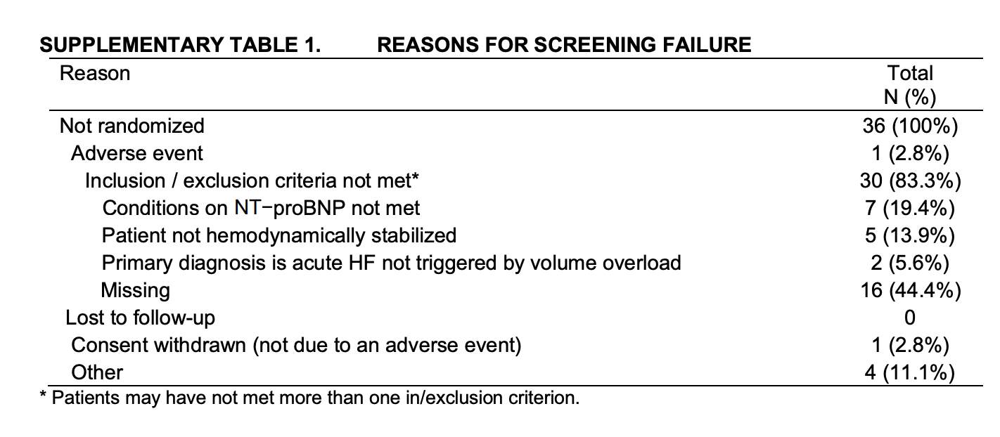 SUPPLEMENTARY TABLE 1. REASONS FOR SCREENING FAILURE
Reason Total
N (%)
Not randomized 36 (100%)
Adverse event 1 (2.8%)
Inclusion / exclusion criteria not met* 30 (83.3%)
Conditions on NT−proBNP not met 7 (19.4%)
Patient not hemodynamically stabilized 5 (13.9%)
Primary diagnosis is acute HF not triggered by volume overload 2 (5.6%)
Missing 16 (44.4%)
Lost to follow-up 0
Consent withdrawn (not due to an adverse event) 1 (2.8%)
Other 4 (11.1%)
* Patients may have not met more than one in/exclusion criterion.